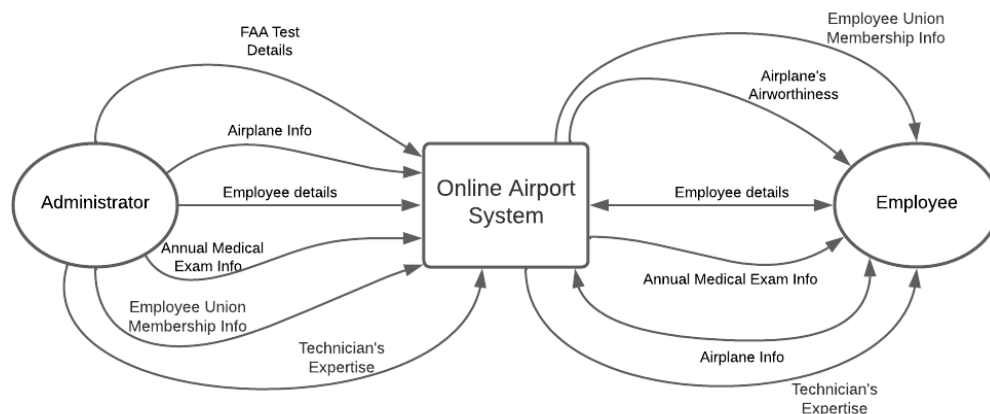 FAA Test
Details
Airplane Info
Administrator
Employee details
Annual Medical
Exam Info
Employee Union
Membership Info
Technician's
Expertise
Online Airport
System
Employee Union
Membership Info
Airplane's
Airworthiness
Employee details
Employee
Annual Medical Exam Info
Airplane Info
Technician's
Expertise